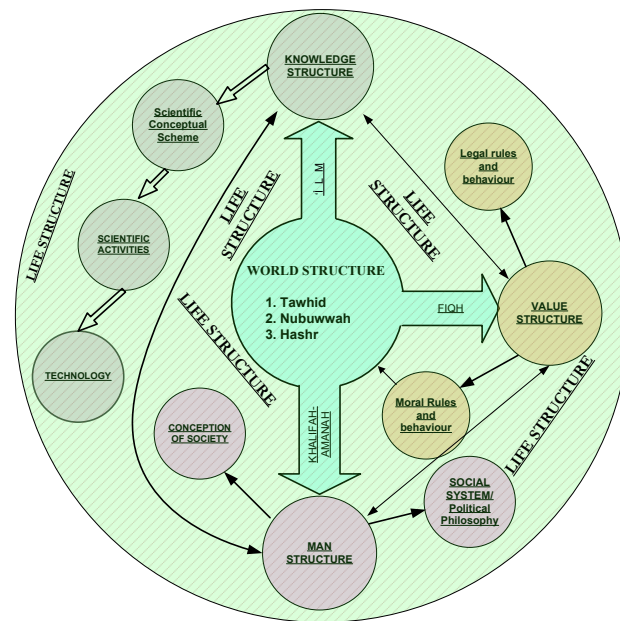 KNOWLEDGE
STRUCTURE
Scientific
Conceptual
Scheme
Legal rules
and
behaviour
LIFE STRUCTURE
LIFE
STRUCTURE
LIFE
STRUCTURE
'I L M
SCIENTIFIC
ACTIVITIES
WORLD STRUCTURE
1. Tawhid
2. Nubuwwah
3. Hashr
FIQH
VALUE
STRUCTURE
LIFE STRUCTURE
TECHNOLOGY
CONCEPTION
OF SOCIETY
KHALIFAH-
AMANAH
Moral Rules
and
behaviour
LIFE STRUCTURE
SOCIAL
SYSTEM/
Political
Philosophy
MAN
STRUCTURE